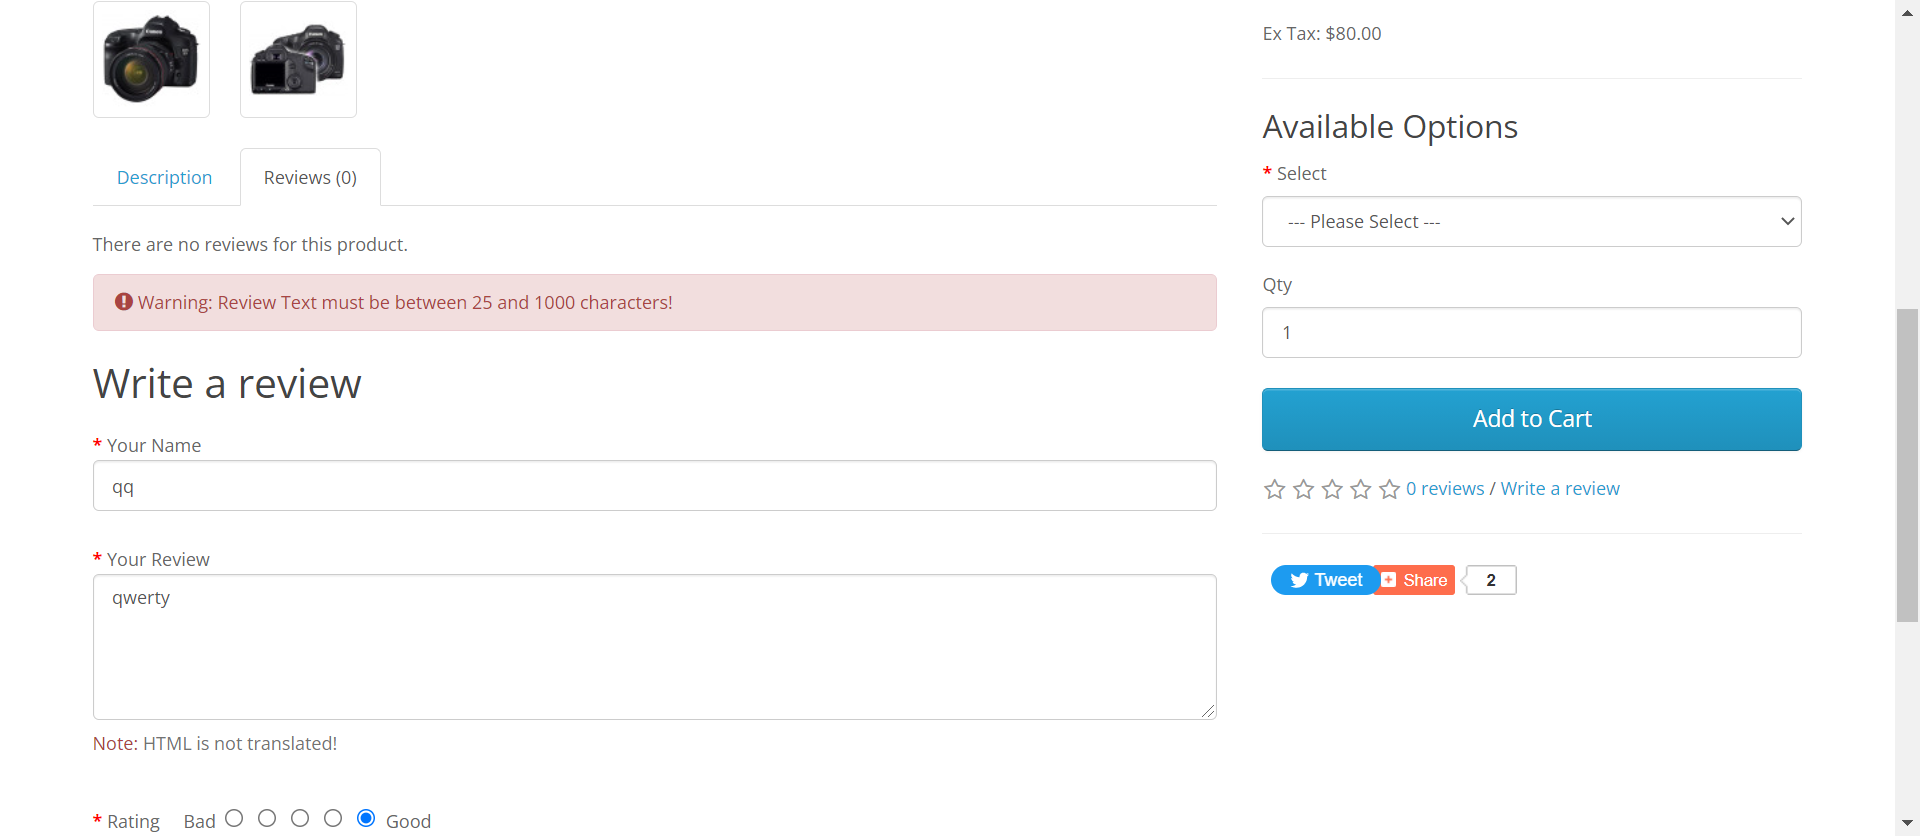 Description
Reviews (0)
There are no reviews for this product.
Warning: Review Text must be between 25 and 1000 characters!
Write a review
* Your Name
qq
* Your Review
qwerty
Note: HTML is not translated!
* Rating Bad Good
Ex Tax: $80.00
Available Options
* Select
--- Please Select ---
Qty
1
Add to Cart
0 reviews / Write a review
Tweet
Share
2